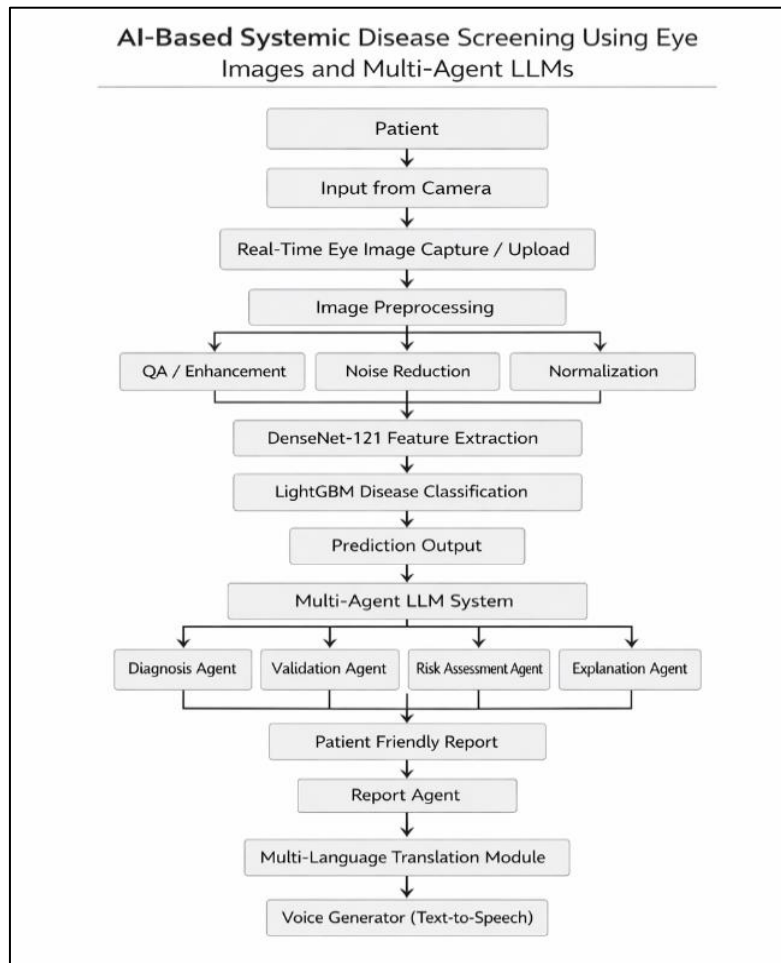 AI-Based Systemic Disease Screening Using Eye
Images and Multi-Agent LLMs
Patient
Input from Camera
Real-Time Eye Image Capture / Upload
Image Preprocessing
QA / Enhancement
Noise Reduction
Normalization
DenseNet-121 Feature Extraction
LightGBM Disease Classification
Prediction Output
Multi-Agent LLM System
Diagnosis Agent
Validation Agent
Risk Assessment Agent
Explanation Agent
Patient Friendly Report
Report Agent
Multi-Language Translation Module
Voice Generator (Text-to-Speech)